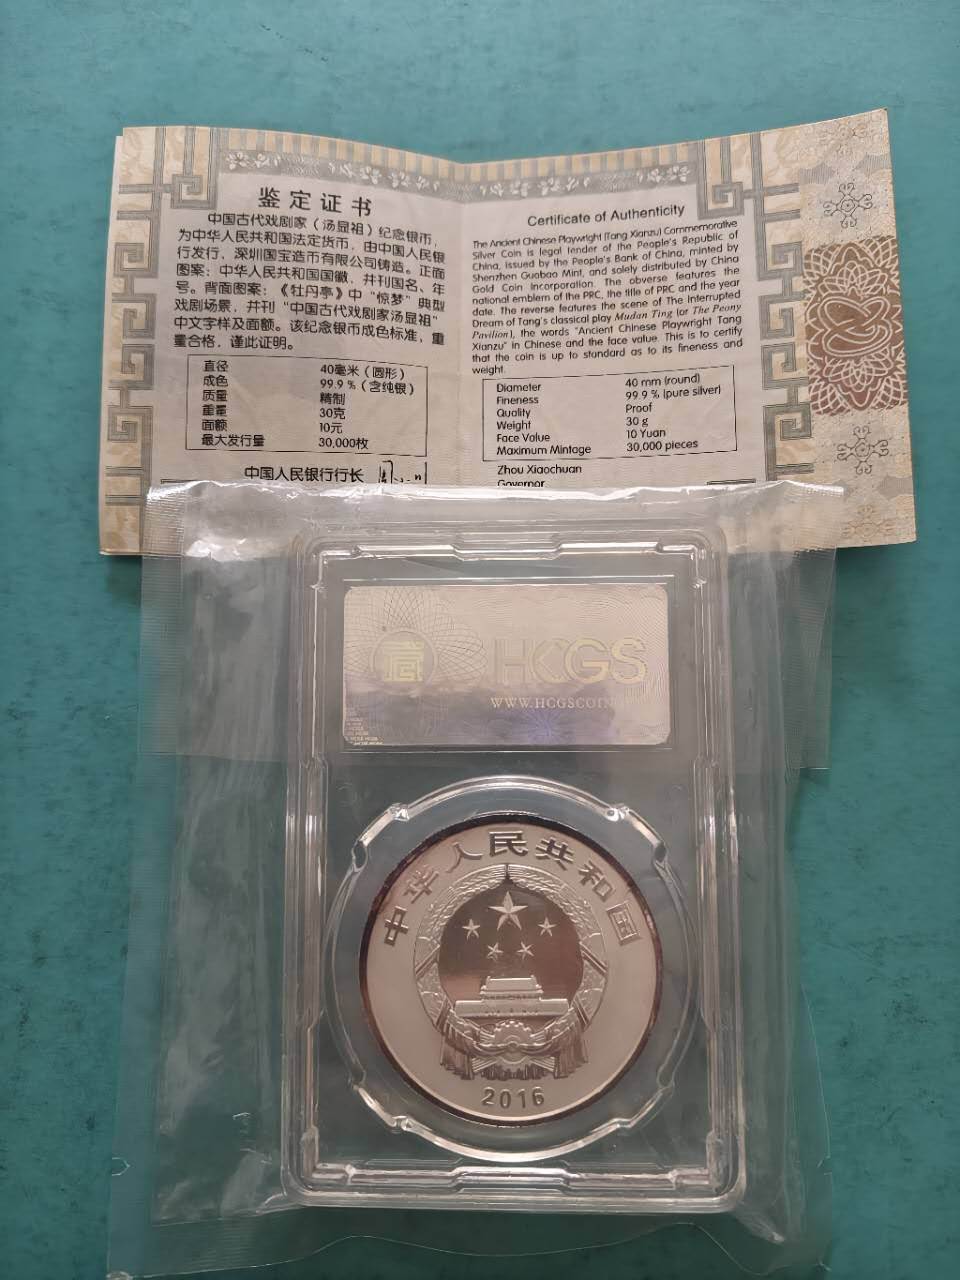 鉴定证书
中国古代戏剧家（汤显祖）纪念银币，
为中华人民共和国法定货币，由中国人民银
行发行，深圳国宝造币有限公司铸造。正面
图案：中华人民共和国国徽，并刊国名、年
号。背面图案：《牡丹亭》中“惊梦”典型
戏剧场景，并刊“中国古代戏剧家汤显祖”
中文字样及面额。该纪念银币成色标准，重
量合格，谨此证明。
直径 40毫米（圆形）
成色 99.9%（含纯银）
质量 精制
重量 30克
面额 10元
最大发行量 30,000枚
中国人民银行行长
Certificate of Authenticity
The Ancient Chinese Playwright (Tang Xianzu) Commemorative
Silver Coin is legal tender of the People's Republic of
China, issued by the People's Bank of China, minted by
Shenzhen Guobao Mint, and solely distributed by China
Gold Coin Incorporation. The obverse features the
national emblem of the PRC, the title of PRC and the year
date. The reverse features the scene of The Interrupted
Dream of Tang's classical play Mudan Ting (or The Peony
Pavilion), the words "Ancient Chinese Playwright Tang
Xianzu" in Chinese and the face value. This is to certify
that the coin is up to standard as to its fineness and
weight.
Diameter 40 mm (round)
Fineness 99.9 % (pure silver)
Quality Proof
Weight 30 g
Face Value 10 Yuan
Maximum Mintage 30,000 pieces
Zhou Xiaochuan
Governor
HCGS
WWW.HCGSCOIN
中华人民共和国
2016